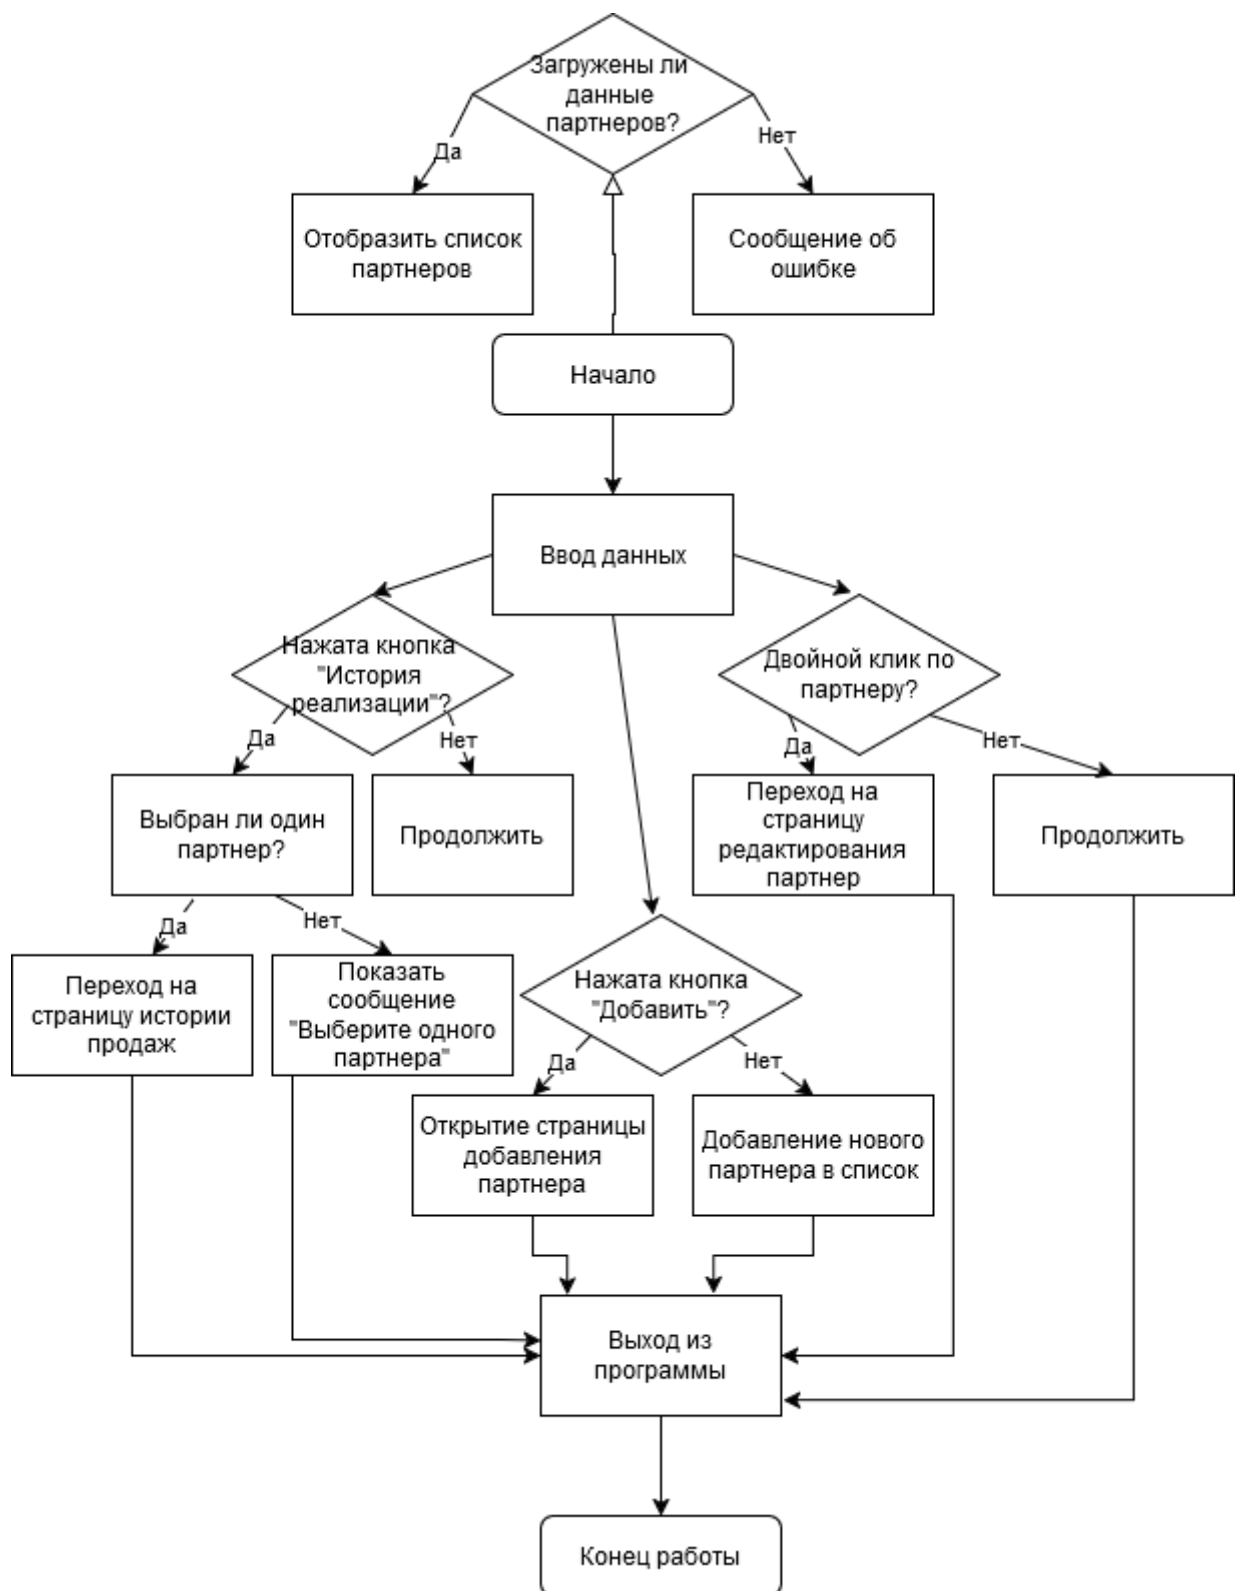 Загружены ли
данные
партнеров?
Да
Нет
Отобразить список
партнеров
Сообщение об
ошибке
Начало
Ввод данных
Нажата кнопка
"История
реализации"?
Да
Нет
Двойной клик по
партнеру?
Да
Нет
Выбран ли один
партнер?
Продолжить
Переход на
страницу
редактирования
партнер
Продолжить
Да
Нет
Переход на
страницу истории
продаж
Показать
сообщение
"Выберите одного
партнера"
Нажата кнопка
"Добавить"?
Да
Нет
Открытие страницы
добавления
партнера
Добавление нового
партнера в список
Выход из
программы
Конец работы